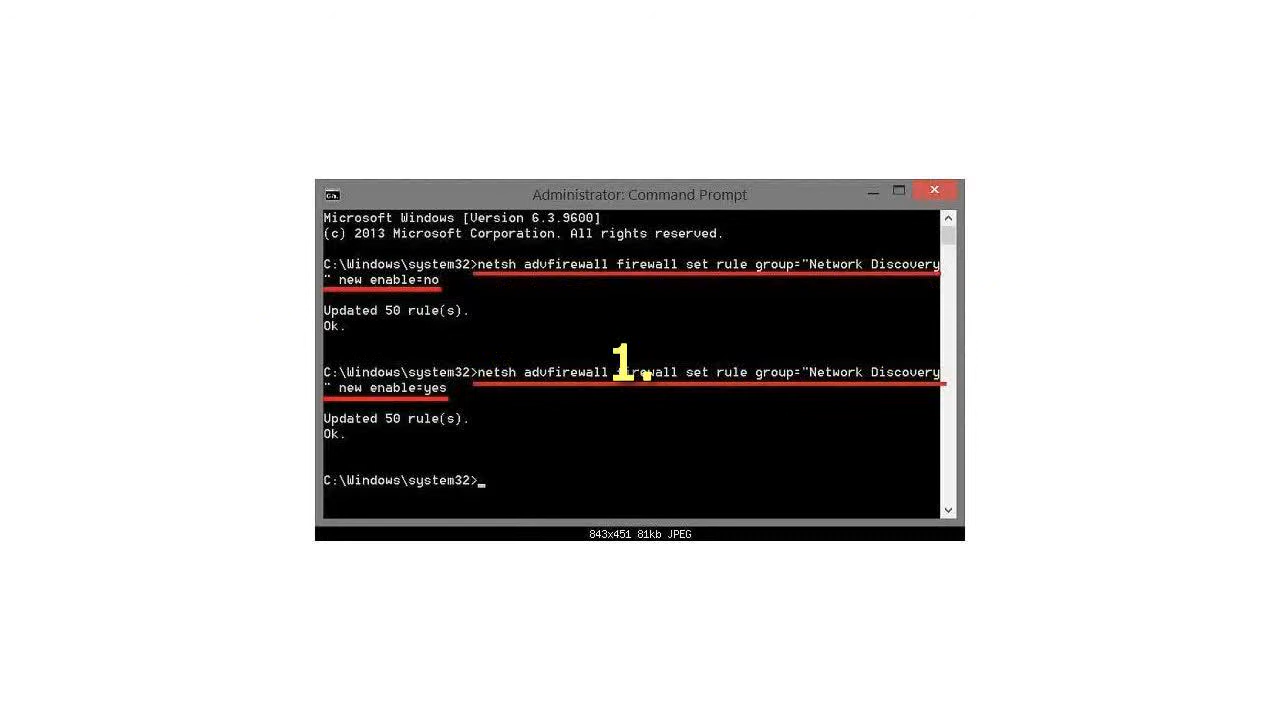 Administrator: Command Prompt
Microsoft Windows [Version 6.3.9600]
(c) 2013 Microsoft Corporation. All rights reserved.
C:\Windows\system32>netsh advfirewall firewall set rule group="Network Discovery
" new enable=no
Updated 50 rule(s).
Ok.
1.
C:\Windows\system32>netsh advfirewall firewall set rule group="Network Discovery
" new enable=yes
Updated 50 rule(s).
Ok.
C:\Windows\system32>_
843x451 81kb JPEG